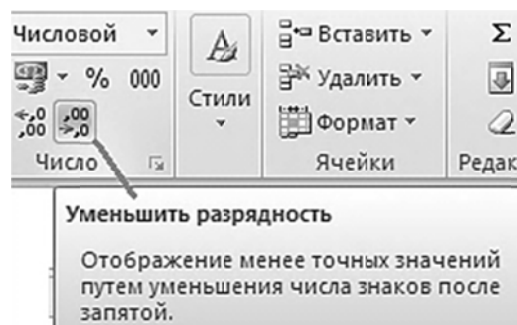 Числовой
% 000
,0 ,00
,00 ,0
Число
Стили
Вставить
Удалить
Формат
Ячейки
Σ
Редак
Уменьшить разрядность
Отображение менее точных значений
путем уменьшения числа знаков после
запятой.